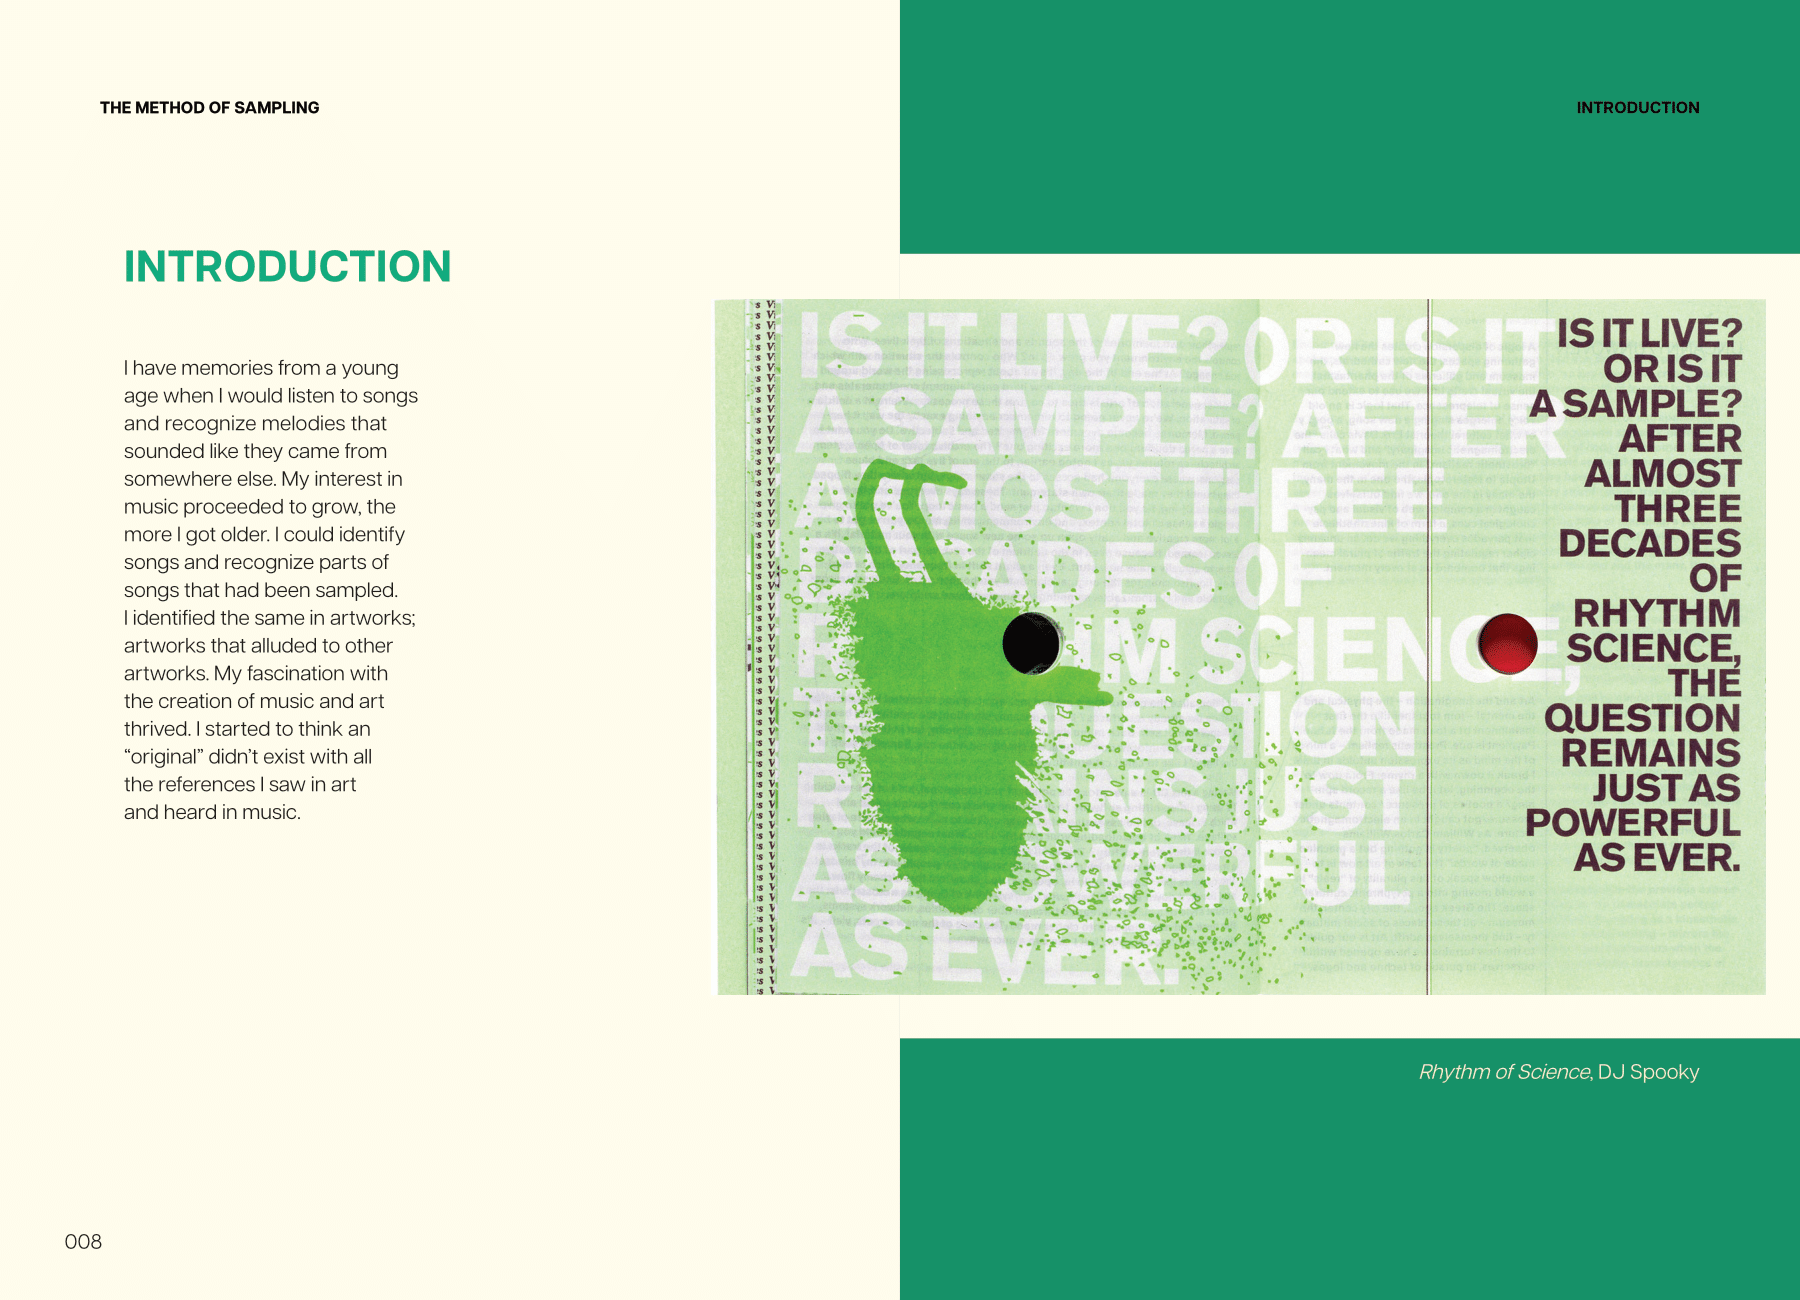 THE METHOD OF SAMPLING
INTRODUCTION
INTRODUCTION
I have memories from a young
age when I would listen to songs
and recognize melodies that
sounded like they came from
somewhere else. My interest in
music proceeded to grow, the
more I got older. I could identify
songs and recognize parts of
songs that had been sampled.
I identified the same in artworks;
artworks that alluded to other
artworks. My fascination with
the creation of music and art
thrived. I started to think an
“original” didn’t exist with all
the references I saw in art
and heard in music.
IS IT LIVE? OR IS IT
A SAMPLE? AFTER
ALMOST THREE
DECADES OF
RHYTHM SCIENCE,
THE QUESTION
REMAINS JUST
AS POWERFUL
AS EVER.
IS IT LIVE?
OR IS IT
A SAMPLE?
AFTER
ALMOST
THREE
DECADES
OF
RHYTHM
SCIENCE,
THE
QUESTION
REMAINS
JUST AS
POWERFUL
AS EVER.
Rhythm of Science, DJ Spooky
008